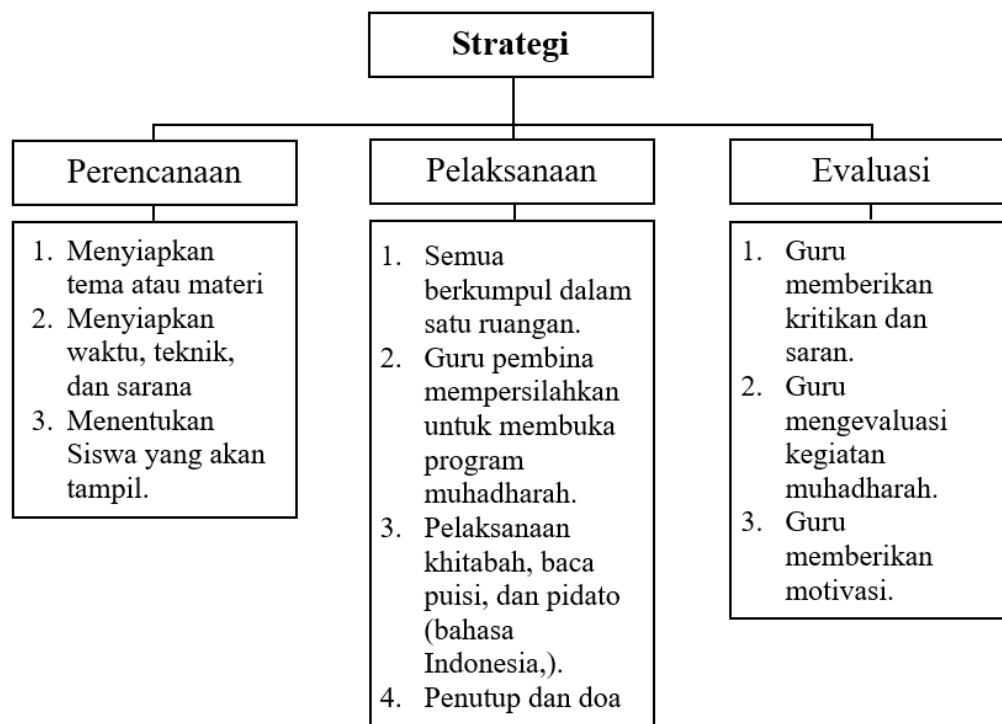 Strategi
Perencanaan
1. Menyiapkan
tema atau materi
2. Menyiapkan
waktu, teknik,
dan sarana
3. Menentukan
Siswa yang akan
tampil.
Pelaksanaan
1. Semua
berkumpul dalam
satu ruangan.
2. Guru pembina
mempersilahkan
untuk membuka
program
muhadharah.
3. Pelaksanaan
khitabah, baca
puisi, dan pidato
(bahasa
Indonesia,).
4. Penutup dan doa
Evaluasi
1. Guru
memberikan
kritikan dan
saran.
2. Guru
mengevaluasi
kegiatan
muhadharah.
3. Guru
memberikan
motivasi.